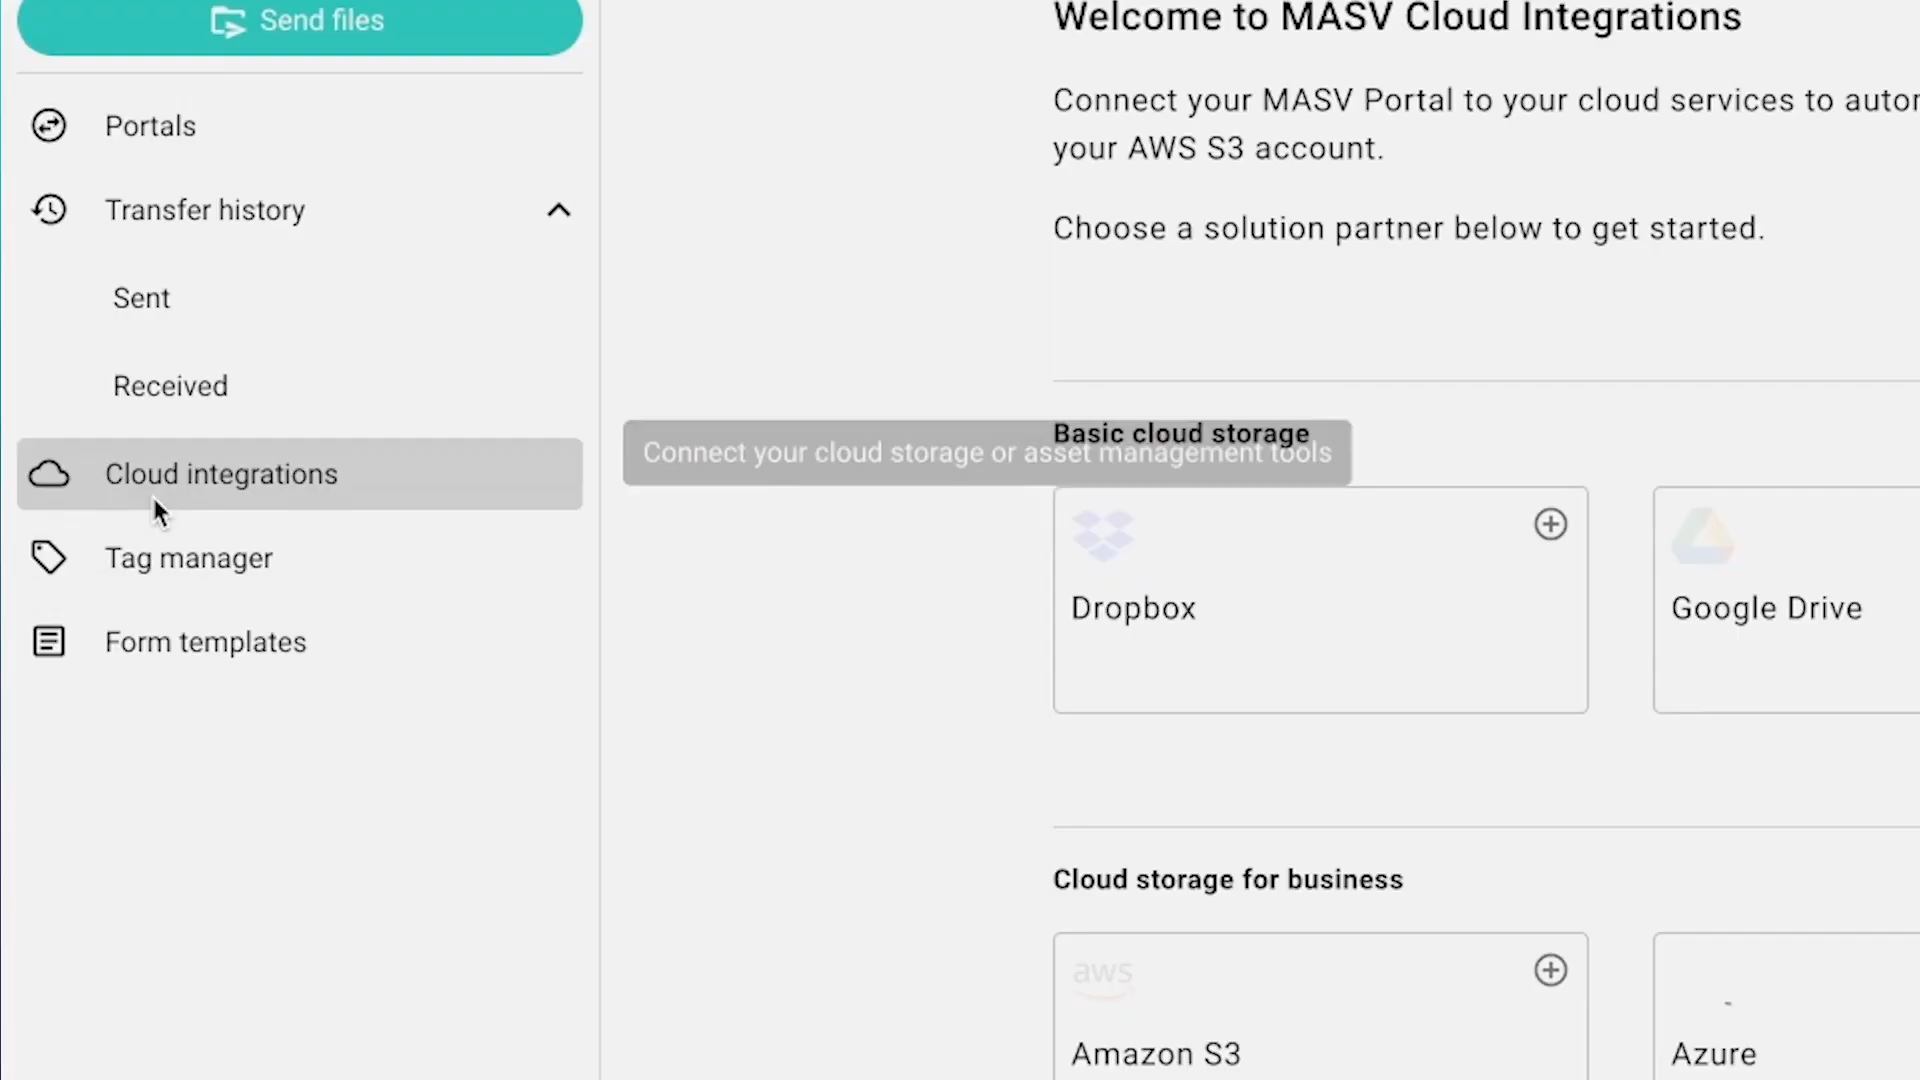 Send files
Portals
Transfer history
Sent
Received
Cloud integrations
Tag manager
Form templates
Welcome to MASV Cloud Integrations
Connect your MASV Portal to your cloud services to
your AWS S3 account.
Choose a solution partner below to get started.
Connect your cloud storage or asset management tools
Basic cloud storage
Dropbox
Google Drive
Cloud storage for business
aws
Amazon S3
Azure